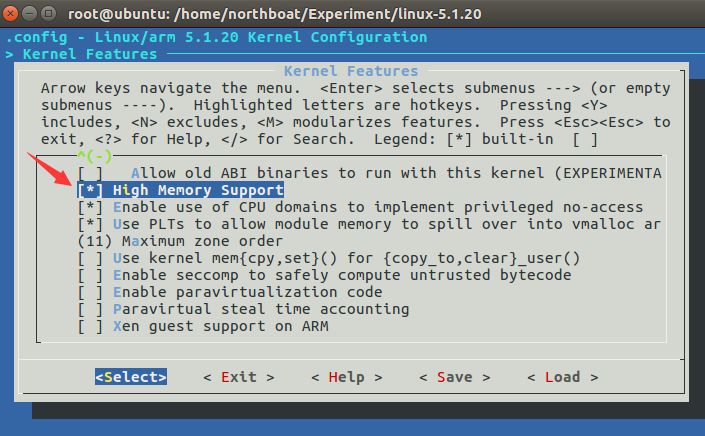 root@ubuntu: /home/northboat/Experiment/linux-5.1.20
.config - Linux/arm 5.1.20 Kernel Configuration
> Kernel Features
Kernel Features
Arrow keys navigate the menu.  <Enter> selects submenus ---> (or empty
submenus ----).  Highlighted letters are hotkeys.  Pressing <Y>
includes, <N> excludes, <M> modularizes features.  Press <Esc><Esc> to
exit, <?> for Help, </> for Search.  Legend: [*] built-in  [ ]
^(-)
[ ]   Allow old ABI binaries to run with this kernel (EXPERIMENTA
[*] High Memory Support
[*] Enable use of CPU domains to implement privileged no-access
[*] Use PLTs to allow module memory to spill over into vmalloc ar
(11) Maximum zone order
[ ] Use kernel mem{cpy,set}() for {copy_to,clear}_user()
[ ] Enable seccomp to safely compute untrusted bytecode
[ ] Enable paravirtualization code
[ ] Paravirtual steal time accounting
[ ] Xen guest support on ARM
<Select>    < Exit >    < Help >    < Save >    < Load >